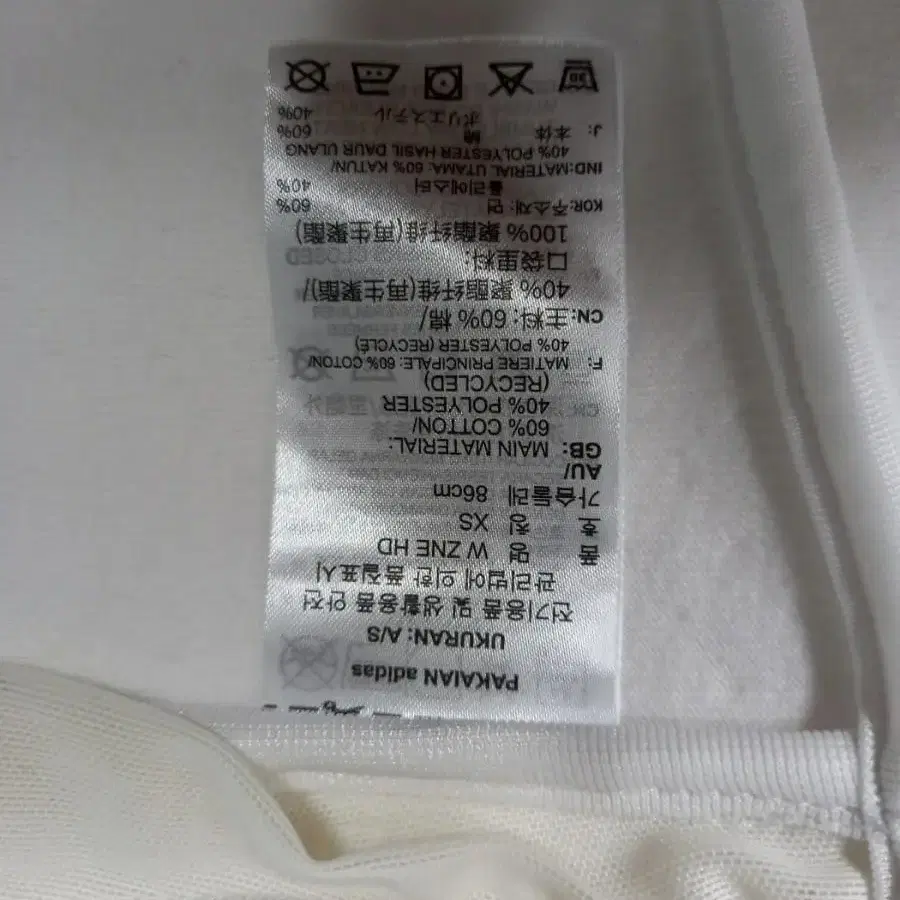 PAKAIAN adidas
UKURAN: A/S
전기용품 및 생활용품 안전
관리법에 의한 품질표시
품 명 W ZNE HD
호 칭 XS
가슴둘레 86cm
AU/
GB: MAIN MATERIAL:
60% COTTON/
40% POLYESTER
(RECYCLED)
F: MATIERE PRINCIPALE: 60% COTON/
40% POLYESTER (RECYCLE)
CN: 主料: 60% 棉/
40% 聚酯纤维(再生聚酯)/
口袋里料:
100% 聚酯纤维(再生聚酯)
KOR: 주소재: 면 60%
폴리에스터 40%
IND: MATERIAL UTAMA: 60% KATUN/
40% POLYESTER HASIL DAUR ULANG
J: 本体 綿 60%
ポリエステル 40%
30